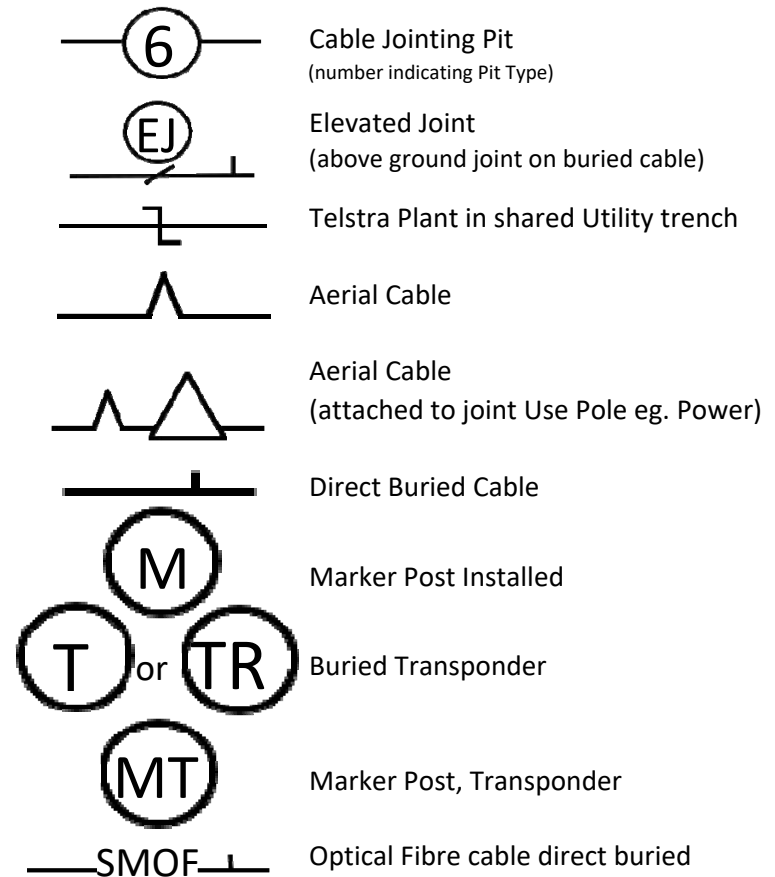 6
Cable Jointing Pit
(number indicating Pit Type)
EJ
Elevated Joint
(above ground joint on buried cable)
Telstra Plant in shared Utility trench
Aerial Cable
Aerial Cable
(attached to joint Use Pole eg. Power)
Direct Buried Cable
M
Marker Post Installed
T or TR
Buried Transponder
MT
Marker Post, Transponder
SMOF
Optical Fibre cable direct buried